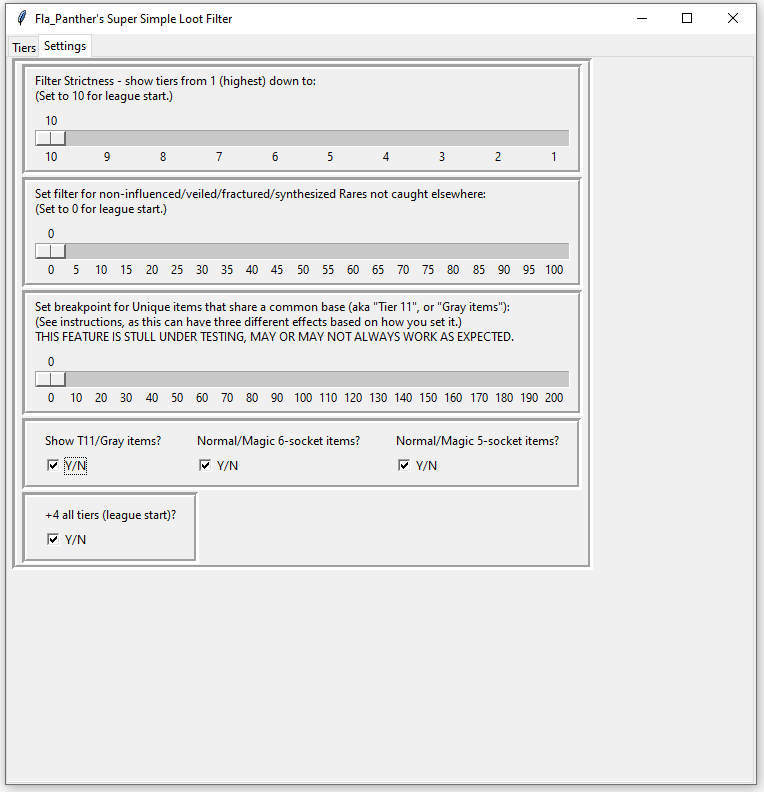 Fla_Panther's Super Simple Loot Filter
Tiers Settings
Filter Strictness - show tiers from 1 (highest) down to:
(Set to 10 for league start.)
10
10 9 8 7 6 5 4 3 2 1
Set filter for non-influenced/veiled/fractured/synthesized Rares not caught elsewhere:
(Set to 0 for league start.)
0
0 5 10 15 20 25 30 35 40 45 50 55 60 65 70 75 80 85 90 95 100
Set breakpoint for Unique items that share a common base (aka "Tier 11", or "Gray items"):
(See instructions, as this can have three different effects based on how you set it.)
THIS FEATURE IS STULL UNDER TESTING, MAY OR MAY NOT ALWAYS WORK AS EXPECTED.
0
0 10 20 30 40 50 60 70 80 90 100 110 120 130 140 150 160 170 180 190 200
Show T11/Gray items? Normal/Magic 6-socket items? Normal/Magic 5-socket items?
Y/N Y/N Y/N
+4 all tiers (league start)?
Y/N